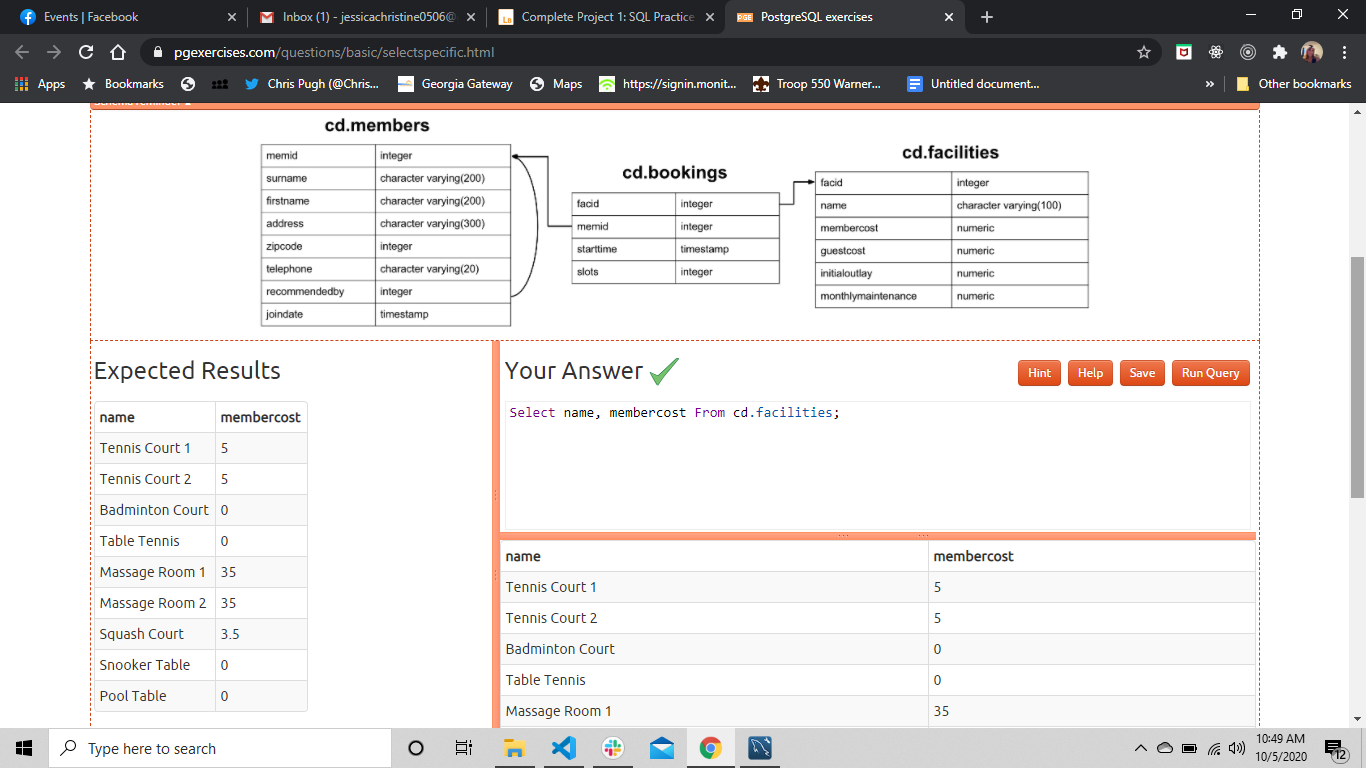 Events | Facebook
Inbox (1) - jessicachristine0506@
Complete Project 1: SQL Practice
PGE PostgreSQL exercises
pgexercises.com/questions/basic/selectspecific.html
Apps Bookmarks Chris Pugh (@Chris... Georgia Gateway Maps https://signin.monit... Troop 550 Warner... Untitled document... » Other bookmarks
cd.members
memid integer
surname character varying(200)
firstname character varying(200)
address character varying(300)
zipcode integer
telephone character varying(20)
recommendedby integer
joindate timestamp
cd.bookings
facid integer
memid integer
starttime timestamp
slots integer
cd.facilities
facid integer
name character varying(100)
membercost numeric
guestcost numeric
initialoutlay numeric
monthlymaintenance numeric
Expected Results
name membercost
Tennis Court 1 5
Tennis Court 2 5
Badminton Court 0
Table Tennis 0
Massage Room 1 35
Massage Room 2 35
Squash Court 3.5
Snooker Table 0
Pool Table 0
Your Answer
Hint Help Save Run Query
Select name, membercost From cd.facilities;
name membercost
Tennis Court 1 5
Tennis Court 2 5
Badminton Court 0
Table Tennis 0
Massage Room 1 35
Type here to search
10:49 AM
10/5/2020
12